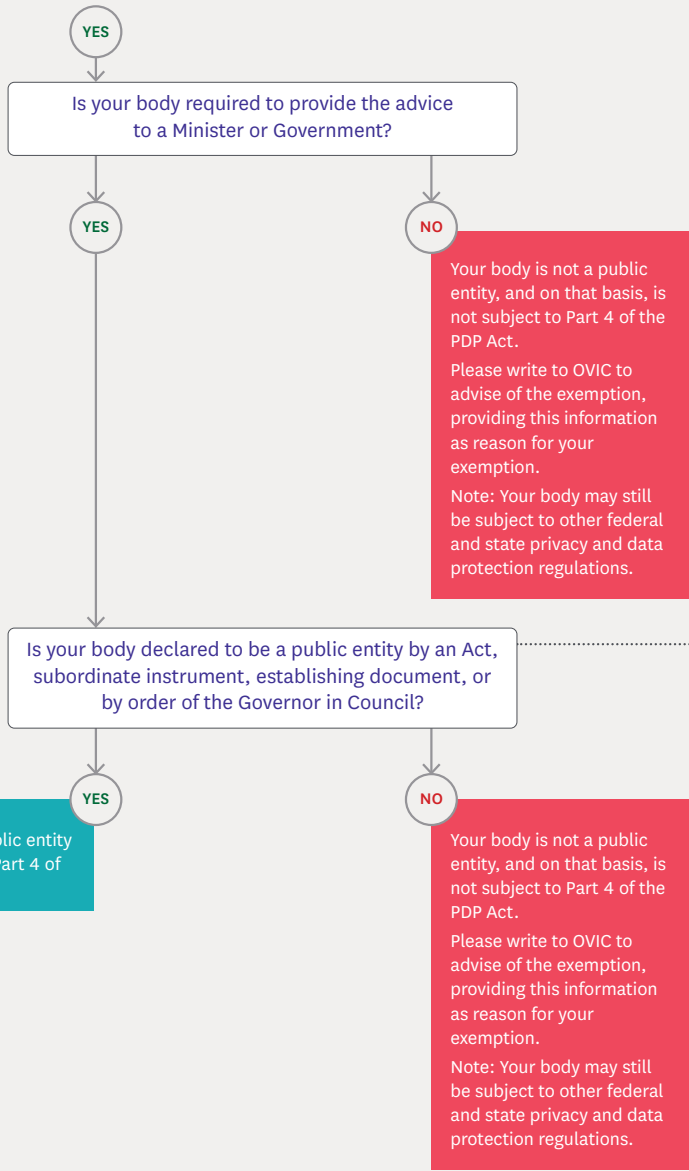 YES
Is your body required to provide the advice
to a Minister or Government?
YES
NO
Your body is not a public
entity, and on that basis, is
not subject to Part 4 of the
PDP Act.
Please write to OVIC to
advise of the exemption,
providing this information
as reason for your
exemption.
Note: Your body may still
be subject to other federal
and state privacy and data
protection regulations.
Is your body declared to be a public entity by an Act,
subordinate instrument, establishing document, or
by order of the Governor in Council?
YES
NO
entity
4 of
Your body is not a public
entity, and on that basis, is
not subject to Part 4 of the
PDP Act.
Please write to OVIC to
advise of the exemption,
providing this information
as reason for your
exemption.
Note: Your body may still
be subject to other federal
and state privacy and data
protection regulations.